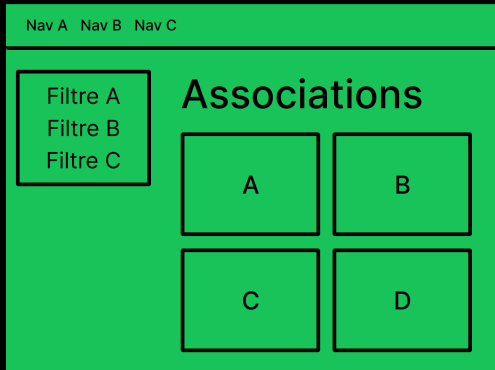 Nav A Nav B Nav C
Filtre A
Filtre B
Filtre C
Associations
A B
C D